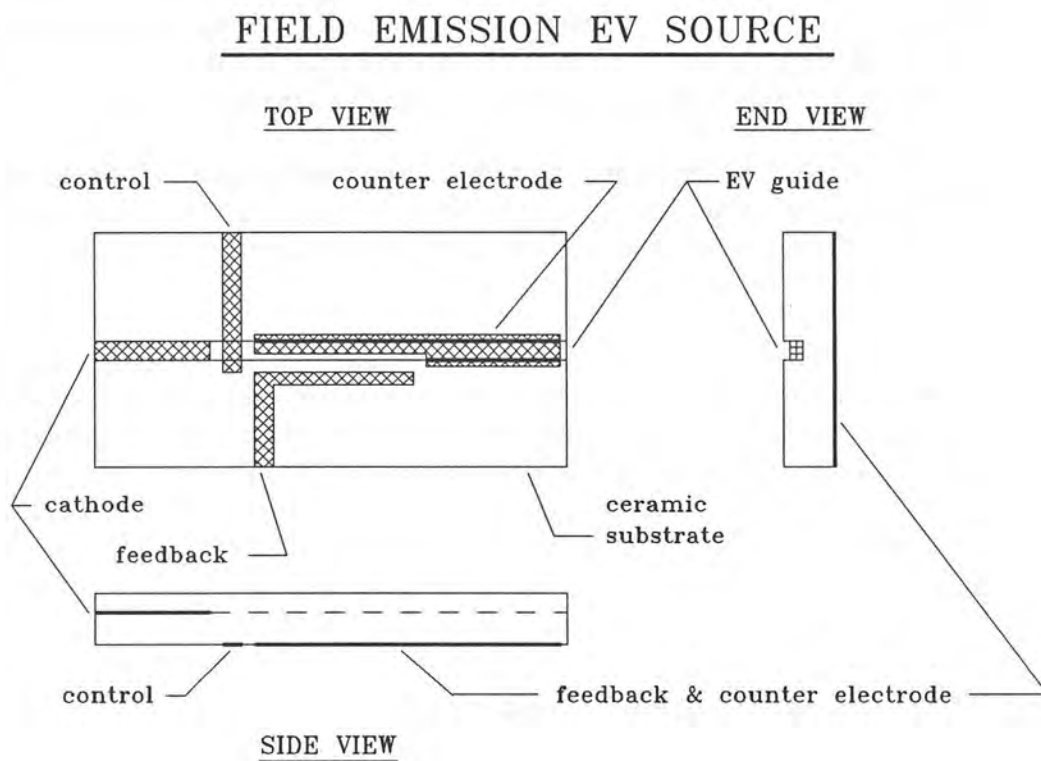 FIELD EMISSION EV SOURCE
TOP VIEW
END VIEW
control
counter electrode
EV guide
cathode
feedback
ceramic
substrate
control
feedback & counter electrode
SIDE VIEW